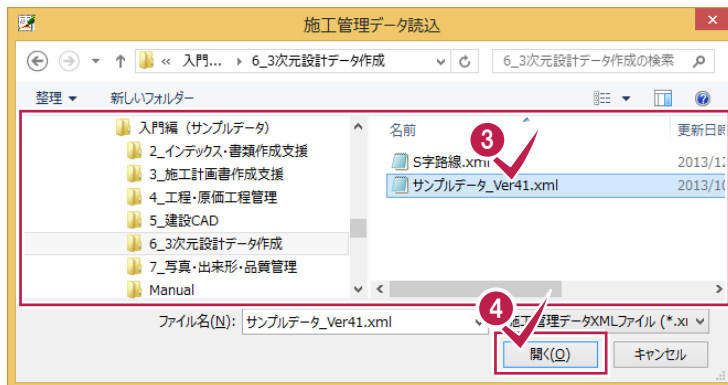 施工管理データ読込
« 入門... 6_3次元設計データ作成
6_3次元設計データ作成の検索
整理 新しいフォルダー
入門編（サンプルデータ）
2_インデックス・書類作成支援
3_施工計画書作成支援
4_工程・原価工程管理
5_建設CAD
6_3次元設計データ作成
7_写真・出来形・品質管理
Manual
名前 更新日時
3
S字路線.xml 2013/12
サンプルデータ_Ver41.xml 2013/10
4
ファイル名(N): サンプルデータ_Ver41.xml
施工管理データXMLファイル (*.xı
開く(O) キャンセル